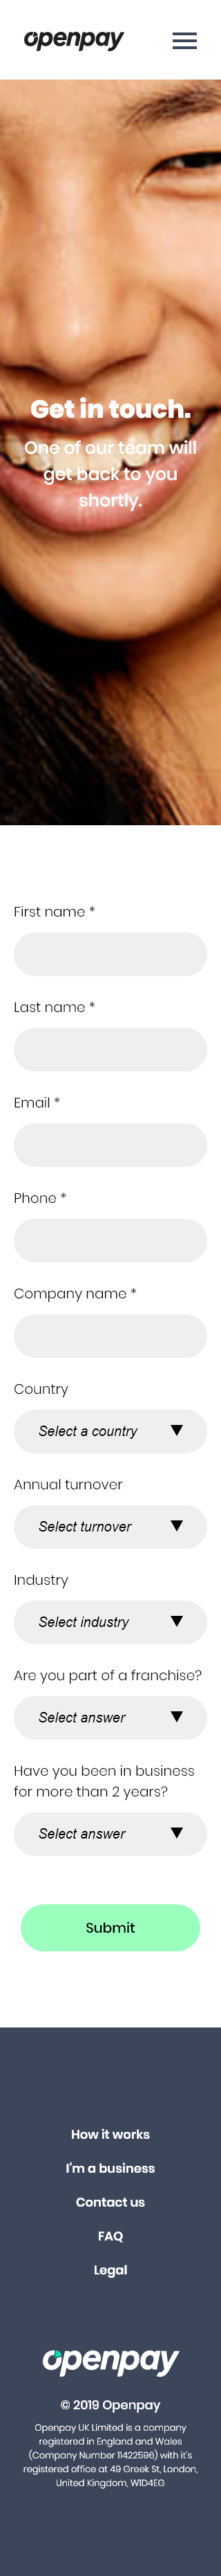 openpay
Get in touch.
One of our team will
get back to you
shortly.
First name *
Last name *
Email *
Phone *
Company name *
Country
Select a country
Annual turnover
Select turnover
Industry
Select industry
Are you part of a franchise?
Select answer
Have you been in business
for more than 2 years?
Select answer
Submit
How it works
I'm a business
Contact us
FAQ
Legal
openpay
© 2019 Openpay
Openpay UK Limited is a company
registered in England and Wales
(Company Number 11422596) with it's
registered office at 49 Greek St, London,
United Kingdom, W1D4EG